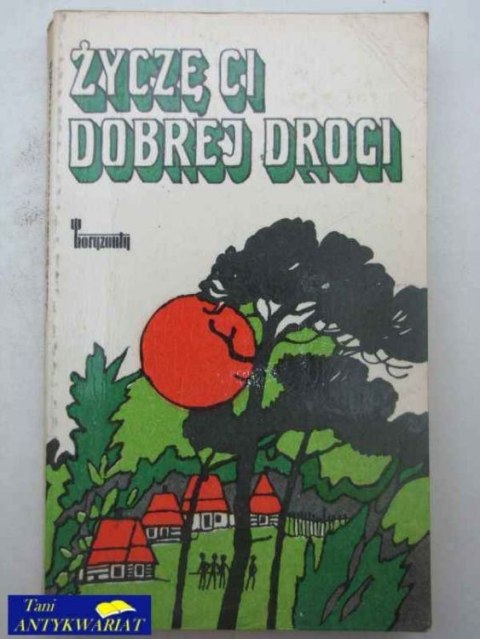 ŻYCZĘ CI
DOBREJ DROGI
horyzonty
Tani
ANTYKWARIAT